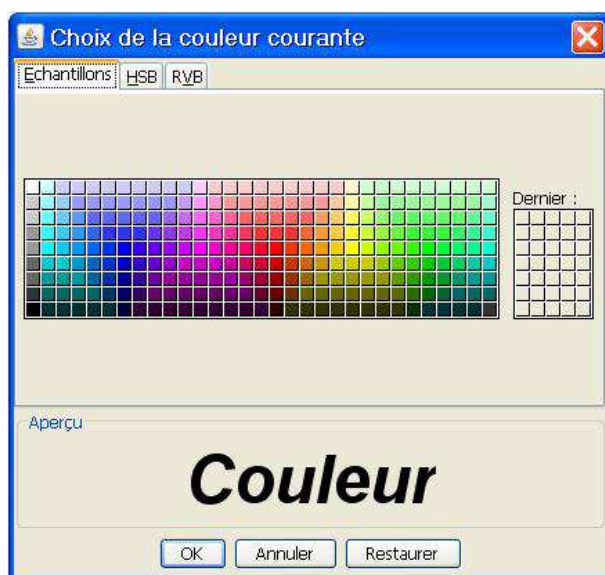 Choix de la couleur courante
Echantillons HSB RVB
Dernier :
Aperçu
Couleur
OK Annuler Restaurer